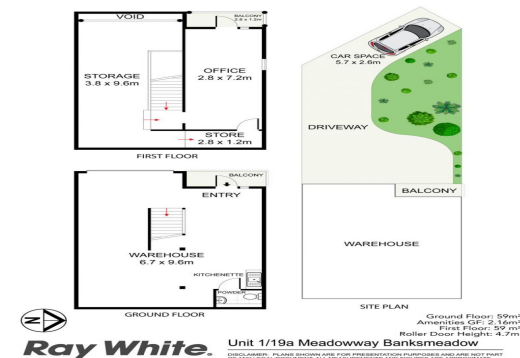 VOID
BALCONY
2.8 x 1.2m
STORAGE
3.8 x 9.6m
OFFICE
2.8 x 7.2m
STORE
2.8 x 1.2m
FIRST FLOOR
BALCONY
ENTRY
WAREHOUSE
6.7 x 9.6m
KITCHENETTE
POWDER
GROUND FLOOR
CAR SPACE
5.7 x 2.6m
DRIVEWAY
BALCONY
WAREHOUSE
SITE PLAN
N
Ground Floor: 59m²
Amenities GF: 2.16m²
First Floor: 59 m²
Roller Door Height: 4.7m
Ray White.
Unit 1/19a Meadowway Banksmeadow
DISCLAIMER: PLANS SHOWN ARE FOR PRESENTATION PURPOSES AND ARE NOT PART